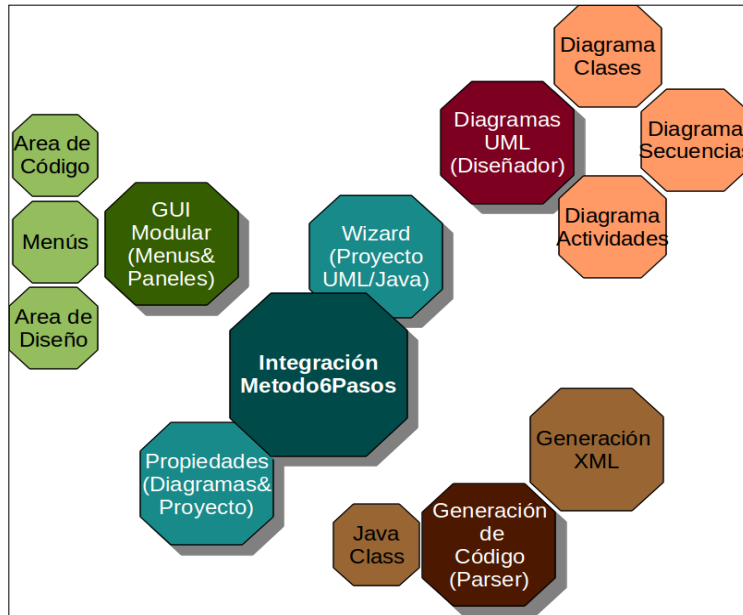 Diagrama
Clases
Diagramas
UML
(Diseñador)
Diagrama
Secuencias
Diagrama
Actividades
Area de
Código
Menús
Area de
Diseño
GUI
Modular
(Menus&
Paneles)
Wizard
(Proyecto
UML/Java)
Integración
Metodo6Pasos
Propiedades
(Diagramas&
Proyecto)
Generación
XML
Java
Class
Generación
de
Código
(Parser)